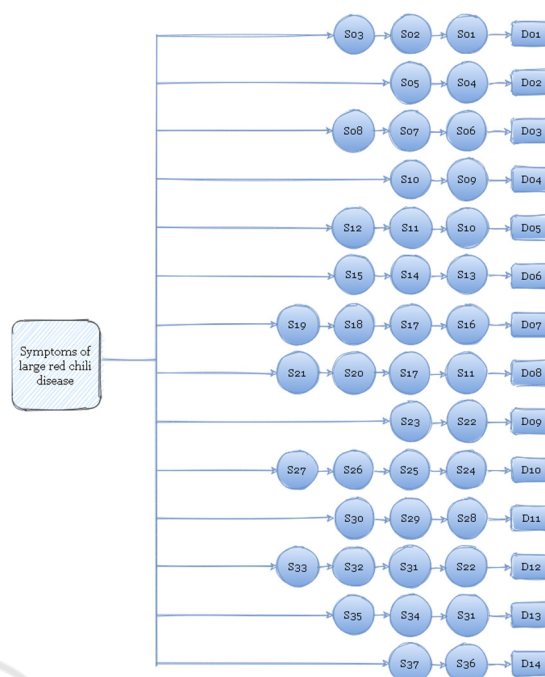 S03 S02 S01 D01
S05 S04 D02
S08 S07 S06 D03
S10 S09 D04
S12 S11 S10 D05
S15 S14 S13 D06
S19 S18 S17 S16 D07
Symptoms of
large red chili
disease
S21 S20 S17 S11 D08
S23 S22 D09
S27 S26 S25 S24 D10
S30 S29 S28 D11
S33 S32 S31 S22 D12
S35 S34 S31 D13
S37 S36 D14